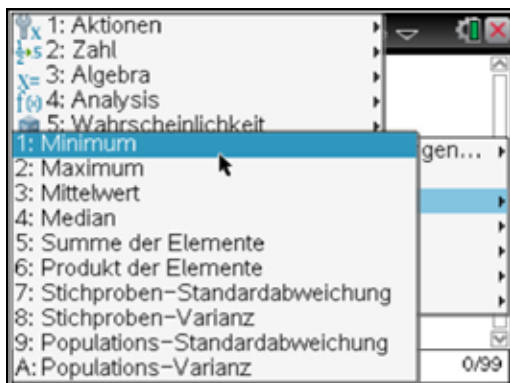 1: Aktionen
2: Zahl
3: Algebra
4: Analysis
5: Wahrscheinlichkeit
1: Minimum
gen...
2: Maximum
3: Mittelwert
4: Median
5: Summe der Elemente
6: Produkt der Elemente
7: Stichproben-Standardabweichung
8: Stichproben-Varianz
9: Populations-Standardabweichung
A: Populations-Varianz
0/99